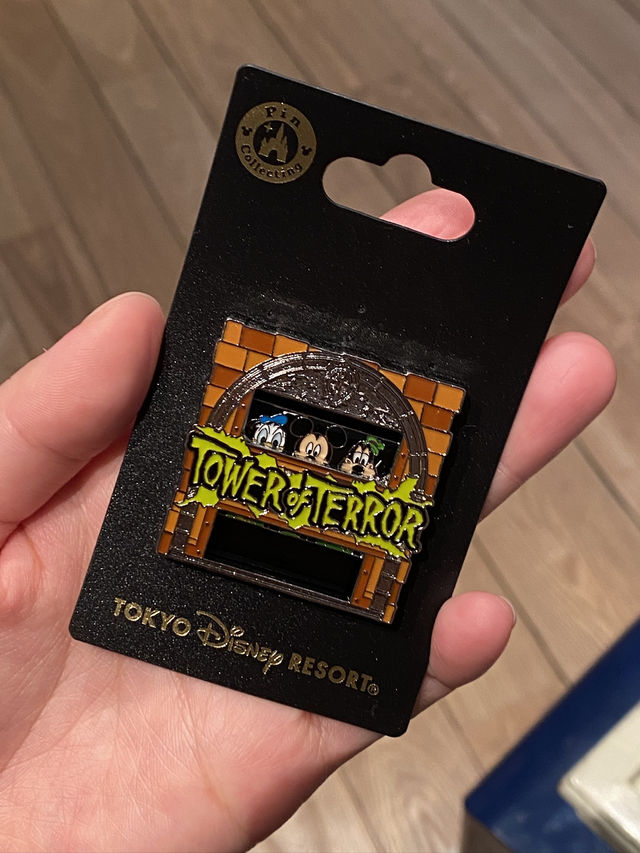 Pin
Collecting
TOWER of TERROR
TOKYO Disney RESORT®